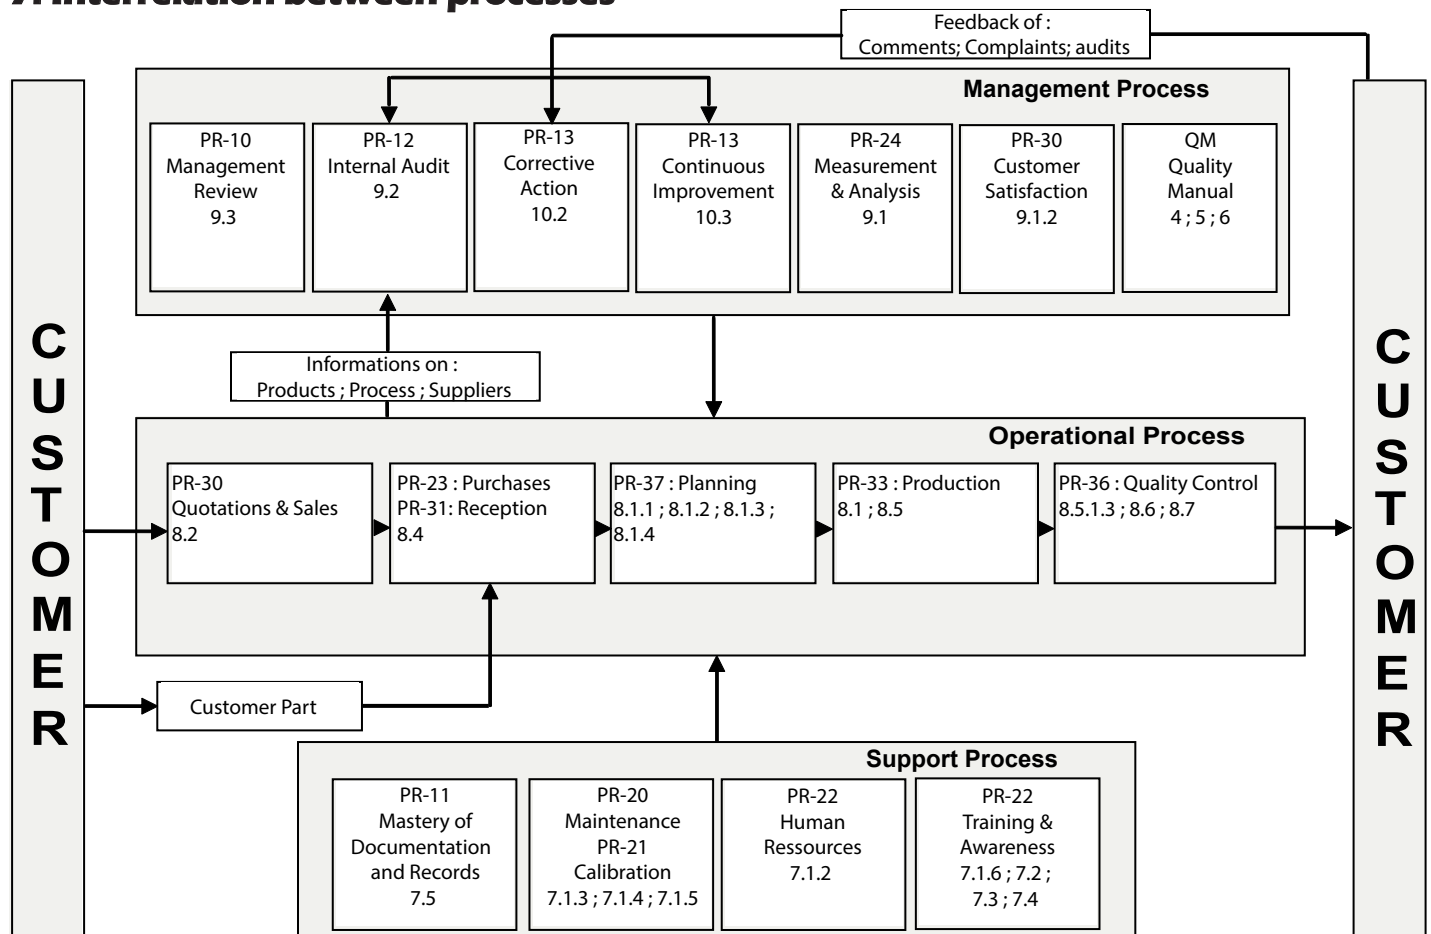 7. Interrelation between processes
Feedback of :
Comments; Complaints; audits
Management Process
PR-10
Management
Review
9.3
PR-12
Internal Audit
9.2
PR-13
Corrective
Action
10.2
PR-13
Continuous
Improvement
10.3
PR-24
Measurement
& Analysis
9.1
PR-30
Customer
Satisfaction
9.1.2
QM
Quality
Manual
4 ; 5 ; 6
CUSTOMER
Informations on :
Products ; Process ; Suppliers
Operational Process
PR-30
Quotations & Sales
8.2
PR-23 : Purchases
PR-31: Reception
8.4
PR-37 : Planning
8.1.1 ; 8.1.2 ; 8.1.3 ;
8.1.4
PR-33 : Production
8.1 ; 8.5
PR-36 : Quality Control
8.5.1.3 ; 8.6 ; 8.7
CUSTOMER
Customer Part
Support Process
PR-11
Mastery of
Documentation
and Records
7.5
PR-20
Maintenance
PR-21
Calibration
7.1.3 ; 7.1.4 ; 7.1.5
PR-22
Human
Ressources
7.1.2
PR-22
Training &
Awareness
7.1.6 ; 7.2 ;
7.3 ; 7.4